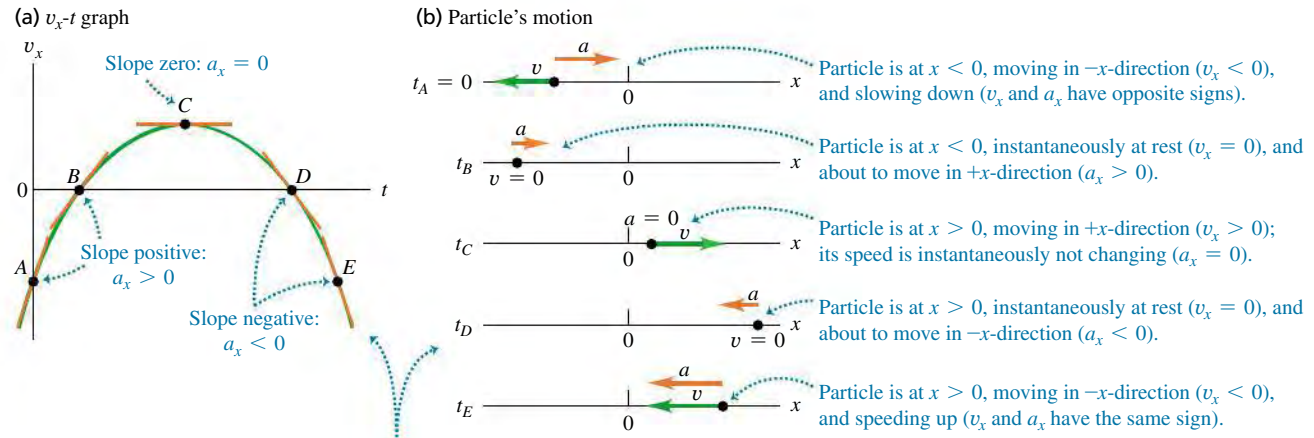 (a) vₓ-t graph
vₓ
Slope zero: aₓ = 0
C
B
D
0
t
A
E
Slope positive:
aₓ > 0
Slope negative:
aₓ < 0
(b) Particle’s motion
a
v
t_A = 0
x
0
Particle is at x < 0, moving in −x-direction (vₓ < 0),
and slowing down (vₓ and aₓ have opposite signs).
a
t_B
x
v = 0
0
Particle is at x < 0, instantaneously at rest (vₓ = 0), and
about to move in +x-direction (aₓ > 0).
a = 0
v
t_C
x
0
Particle is at x > 0, moving in +x-direction (vₓ > 0);
its speed is instantaneously not changing (aₓ = 0).
a
t_D
x
0
v = 0
Particle is at x > 0, instantaneously at rest (vₓ = 0), and
about to move in −x-direction (aₓ < 0).
a
v
t_E
x
0
Particle is at x > 0, moving in −x-direction (vₓ < 0),
and speeding up (vₓ and aₓ have the same sign).